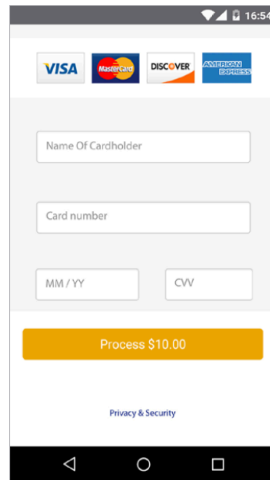 16:54
VISA MasterCard DISCOVER AMERICAN EXPRESS
Name Of Cardholder
Card number
MM / YY CVV
Process $10.00
Privacy & Security